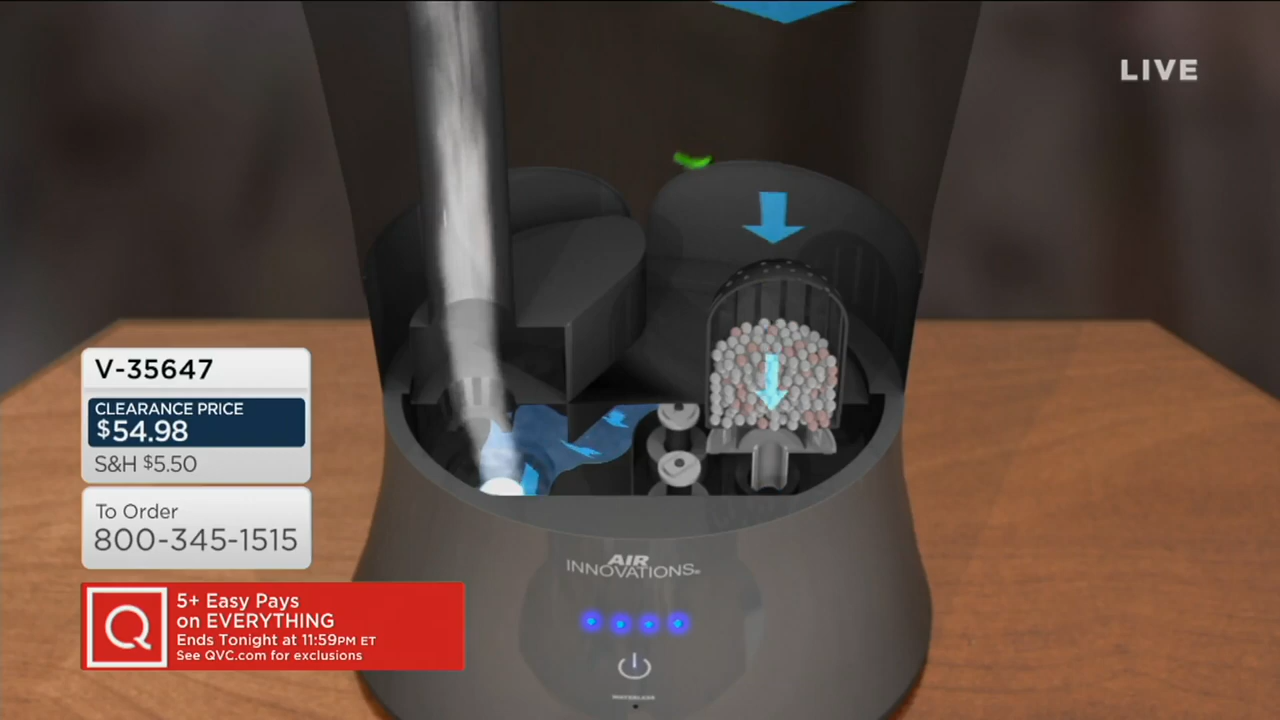 LIVE
V-35647
CLEARANCE PRICE
$54.98
S&H $5.50
To Order
800-345-1515
Q
5+ Easy Pays
on EVERYTHING
Ends Tonight at 11:59PM ET
See QVC.com for exclusions
AIR
INNOVATIONS®
WATERLESS